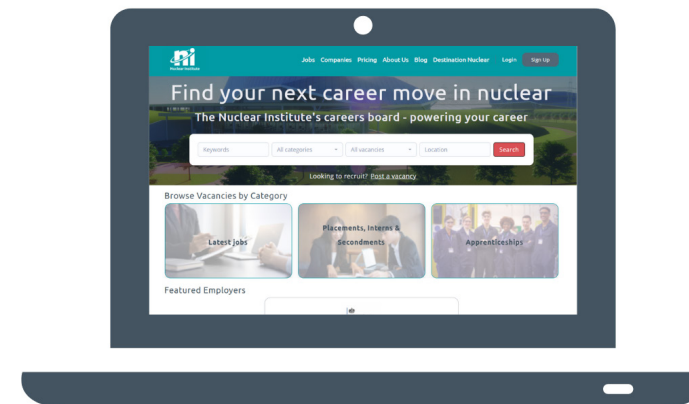 ni
Nuclear Institute
Jobs Companies Pricing About Us Blog Destination Nuclear Login Sign Up
Find your next career move in nuclear
The Nuclear Institute's careers board - powering your career
Keywords All categories All vacancies Location Search
Looking to recruit? Post a vacancy
Browse Vacancies by Category
Latest jobs
Placements, Interns &
Secondments
Apprenticeships
Featured Employers